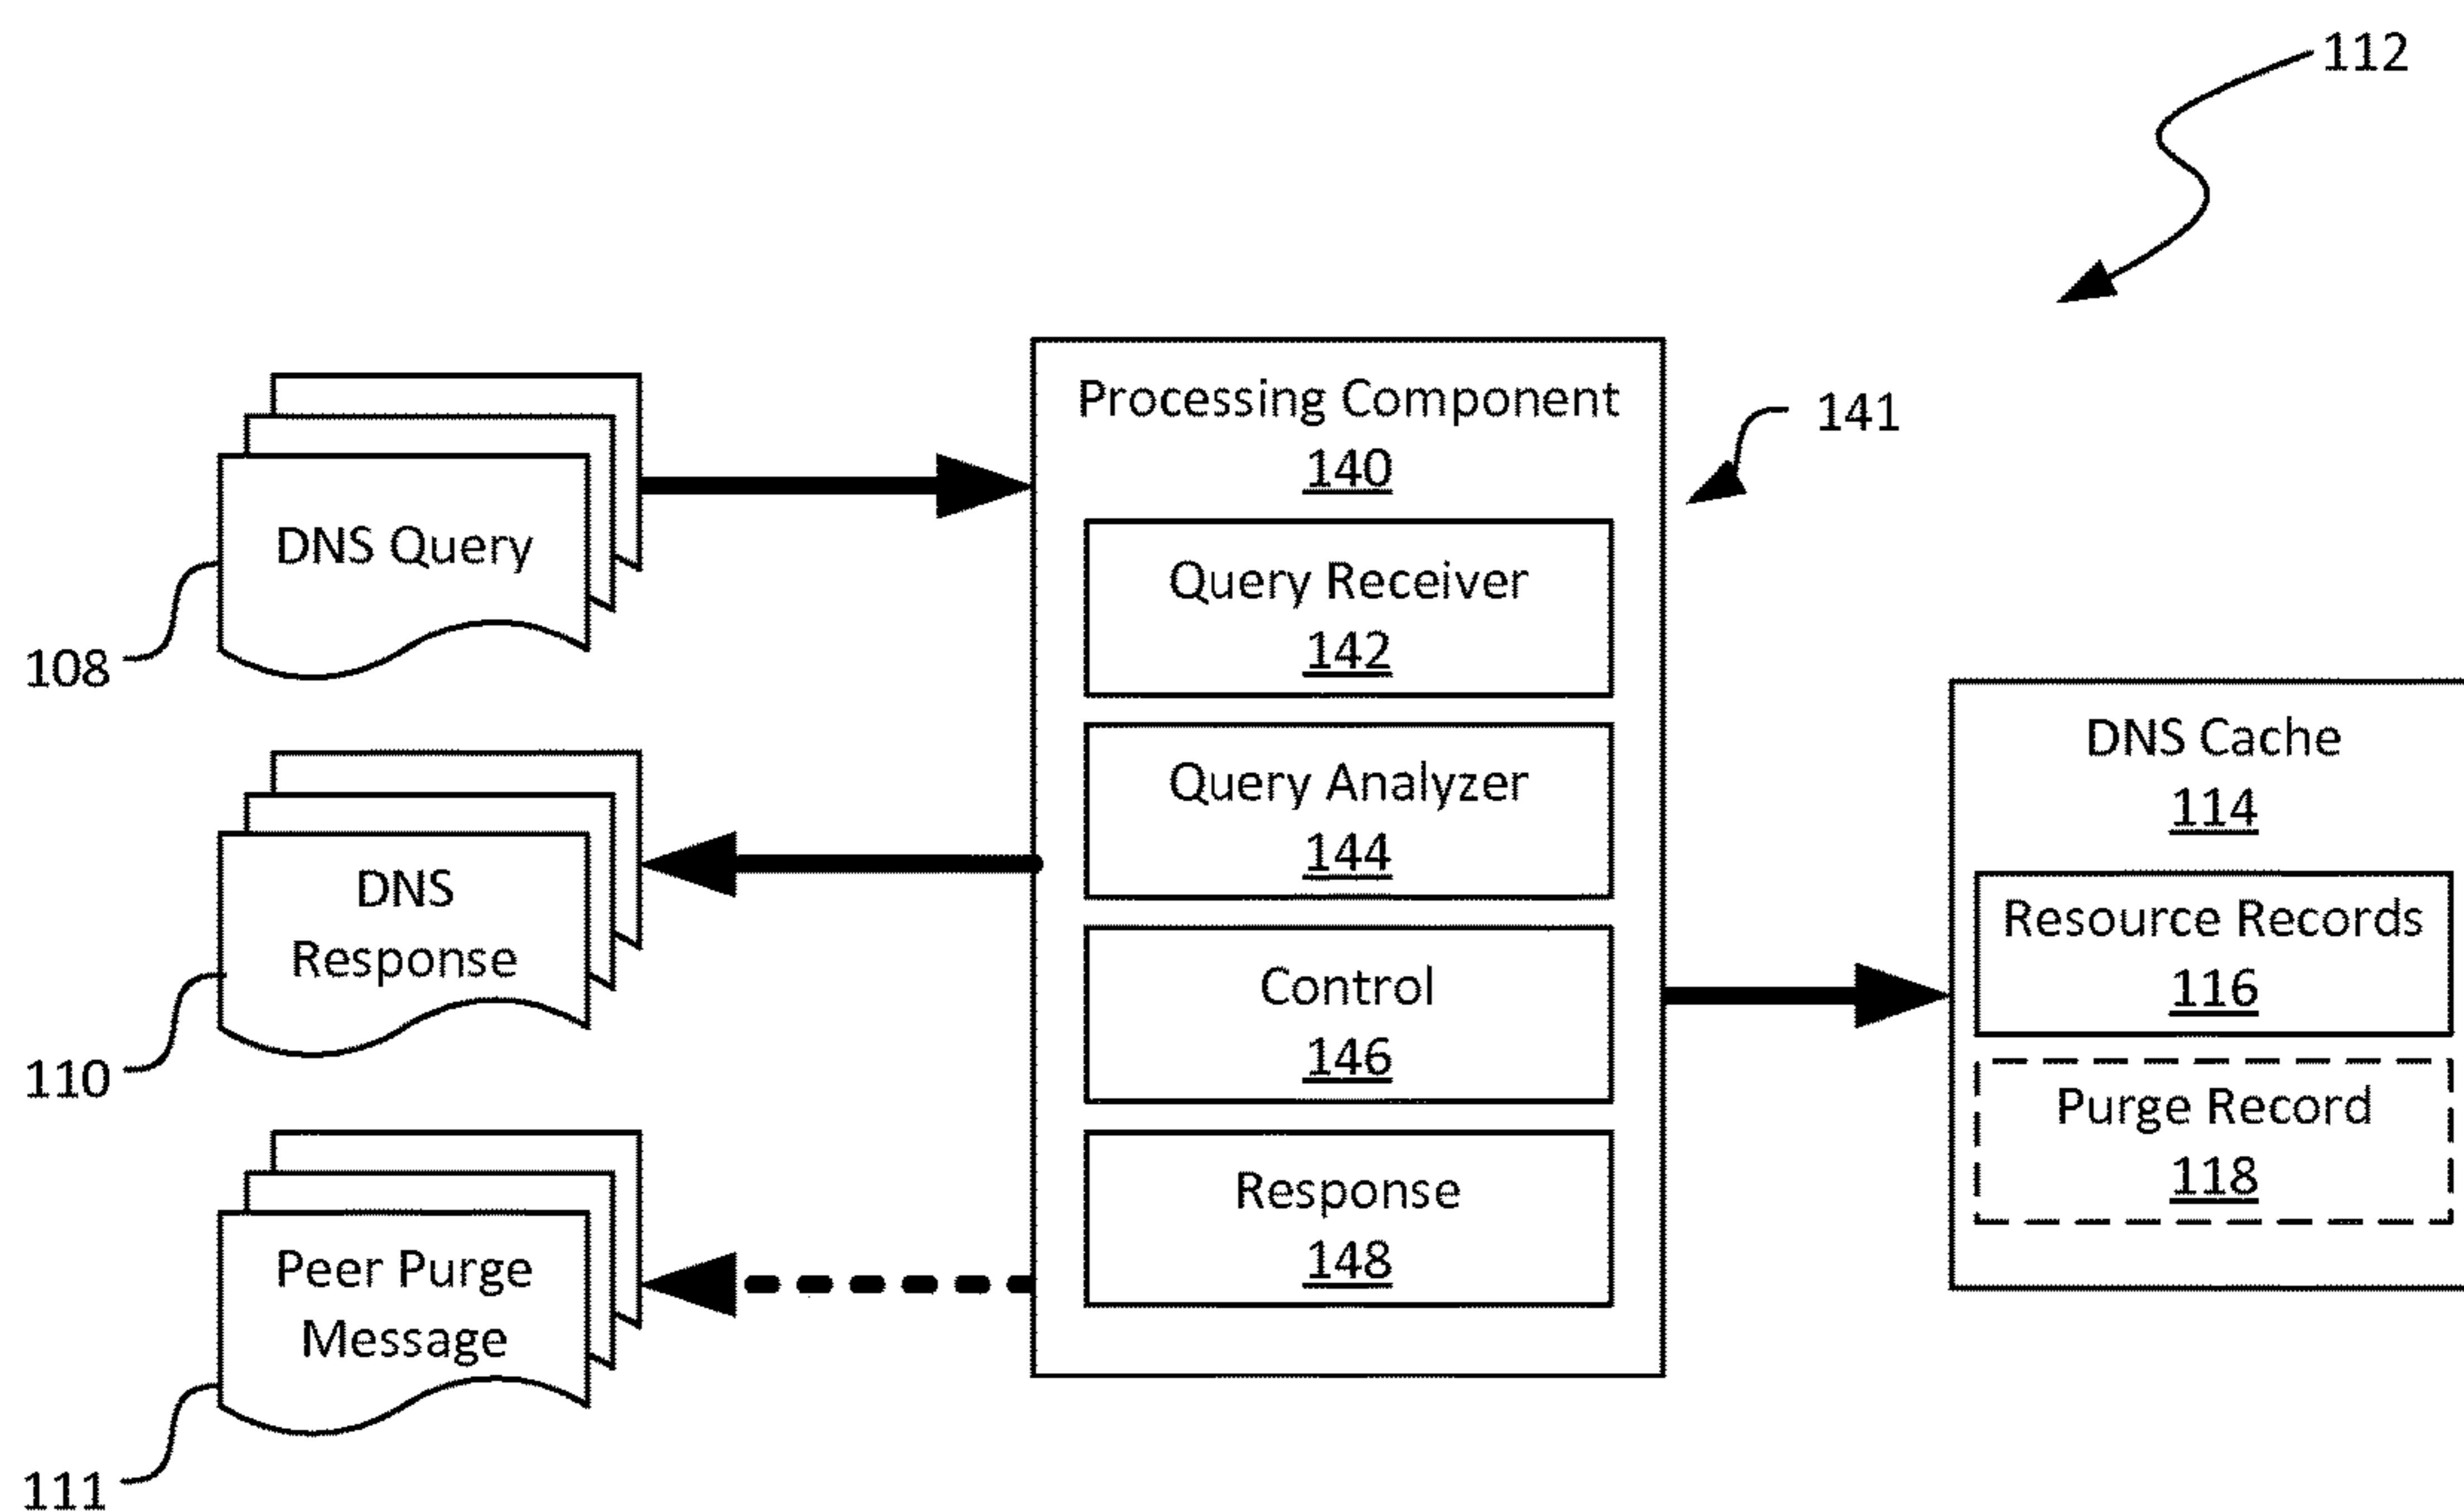 112
Processing Component
140
141
DNS Query
108
Query Receiver
142
Query Analyzer
144
DNS
Response
110
Control
146
Response
148
Peer Purge
Message
111
DNS Cache
114
Resource Records
116
Purge Record
118